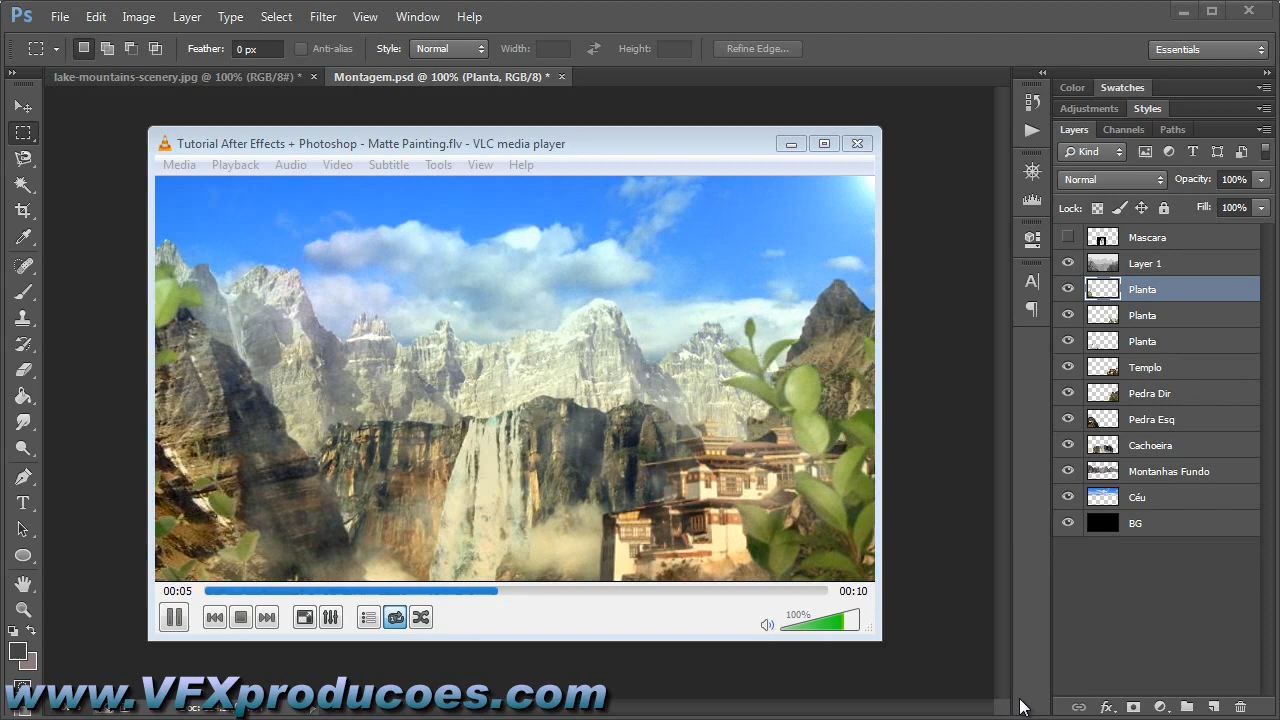 Ps File Edit Image Layer Type Select Filter View Window Help
Feather: 0 px Anti-alias Style: Normal Width: Height: Refine Edge... Essentials
lake-mountains-scenery.jpg @ 100% (RGB/8#) * × Montagem.psd @ 100% (Planta, RGB/8) * ×
Color Swatches
Adjustments Styles
Layers Channels Paths
Kind
Normal Opacity: 100%
Lock: Fill: 100%
Mascara
Layer 1
Planta
Planta
Planta
Templo
Pedra Dir
Pedra Esq
Cachoeira
Montanhas Fundo
Céu
BG
Tutorial After Effects + Photoshop - Matte Painting.flv - VLC media player
Media Playback Audio Video Subtitle Tools View Help
00:05 00:10
100%
www.VFXproducoes.com